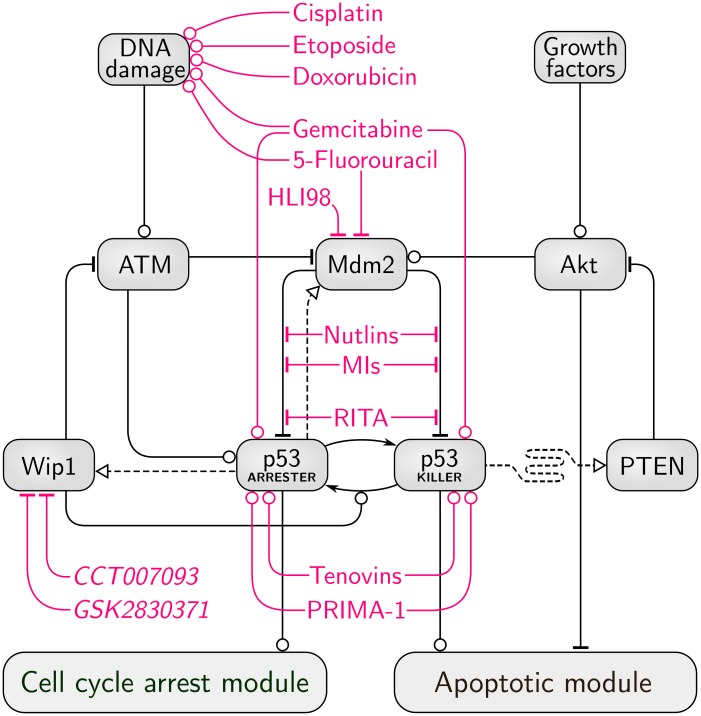 Cisplatin
DNA
damage
Etoposide
Growth
factors
Doxorubicin
Gemcitabine
5-Fluorouracil
HLI98
ATM
Mdm2
Akt
Nutlins
MIs
RITA
Wip1
p53
ARRESTER
p53
KILLER
PTEN
CCT007093
Tenovins
GSK2830371
PRIMA-1
Cell cycle arrest module
Apoptotic module